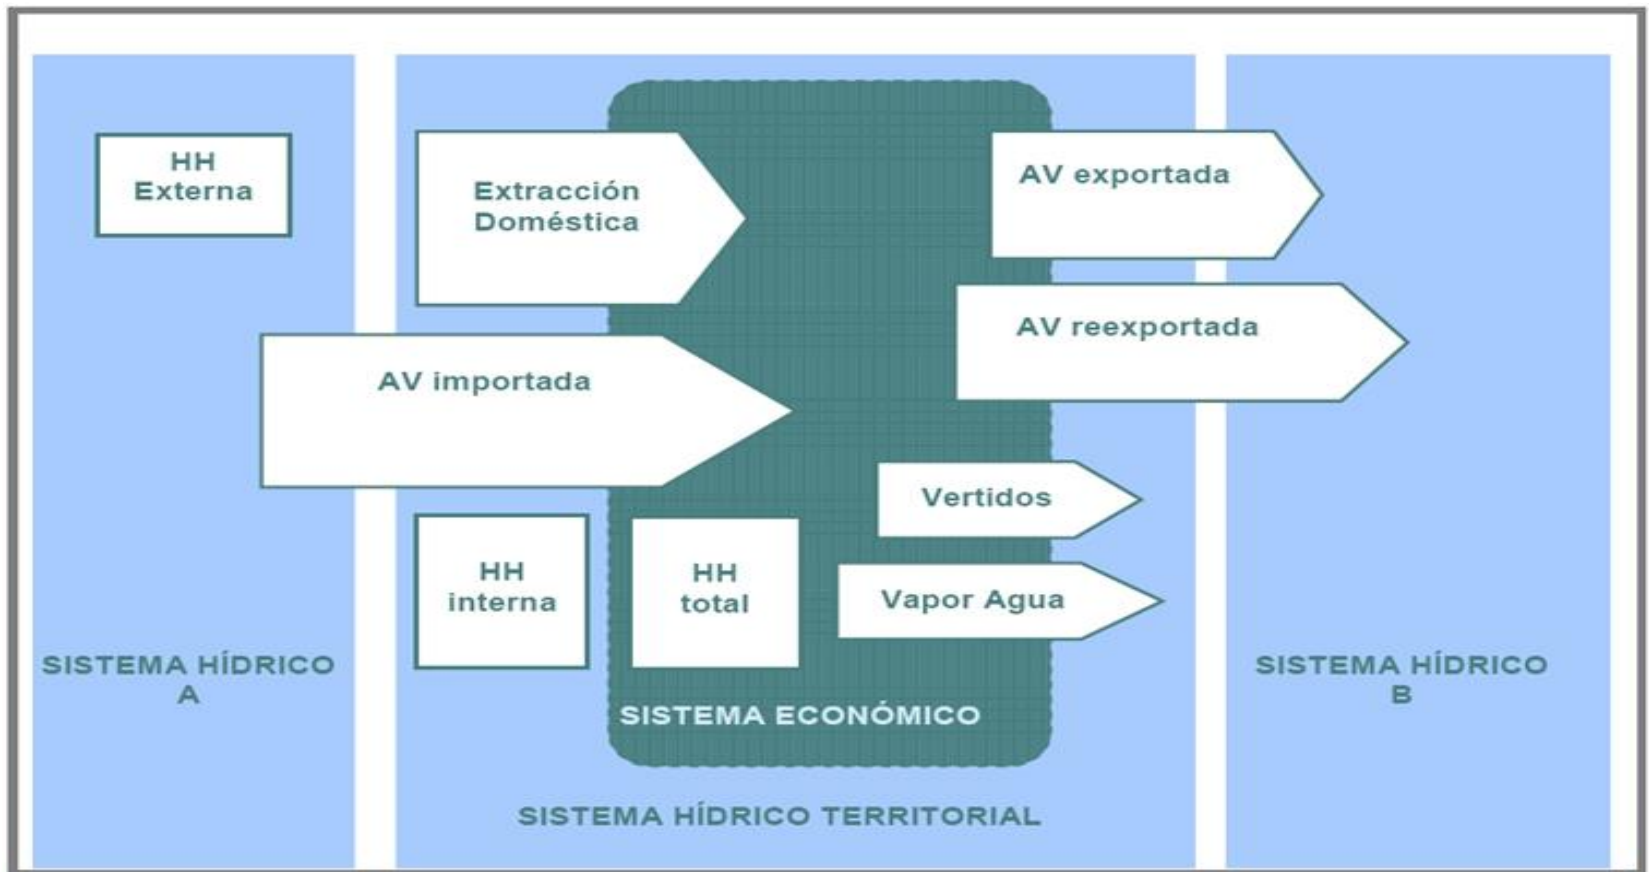 HH
Externa
Extracción
Doméstica
AV exportada
AV reexportada
AV importada
Vertidos
HH
interna
HH
total
Vapor Agua
SISTEMA HÍDRICO
A
SISTEMA HÍDRICO
B
SISTEMA ECONÓMICO
SISTEMA HÍDRICO TERRITORIAL